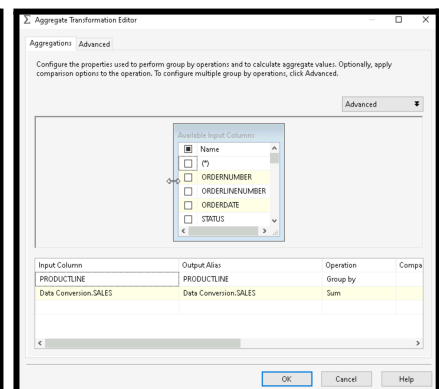 Aggregate Transformation Editor
Aggregations Advanced
Configure the properties used to perform group by operations and to calculate aggregate values. Optionally, apply
comparison options to the operation. To configure multiple group by operations, click Advanced.
Advanced
Available Input Columns
Name
(*)
ORDERNUMBER
ORDERLINENUMBER
ORDERDATE
STATUS
Input Column Output Alias Operation Compa
PRODUCTLINE PRODUCTLINE Group by
Data Conversion.SALES Data Conversion.SALES Sum
OK Cancel Help